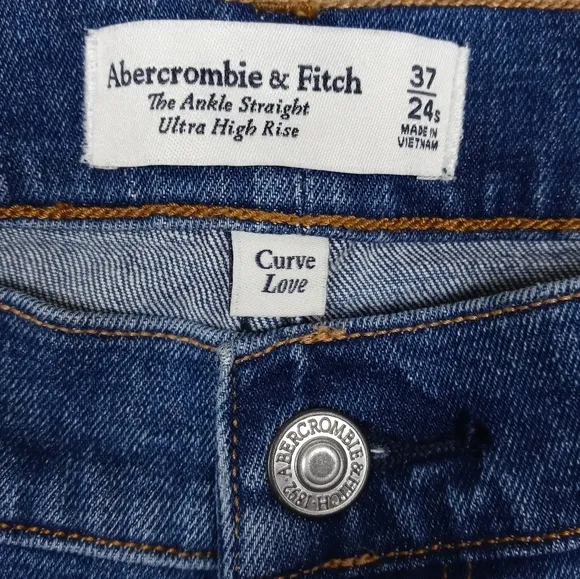 Abercrombie & Fitch
The Ankle Straight
Ultra High Rise
37
24s
MADE IN
VIETNAM
Curve
Love
ABERCROMBIE & FITCH · 1892 ·